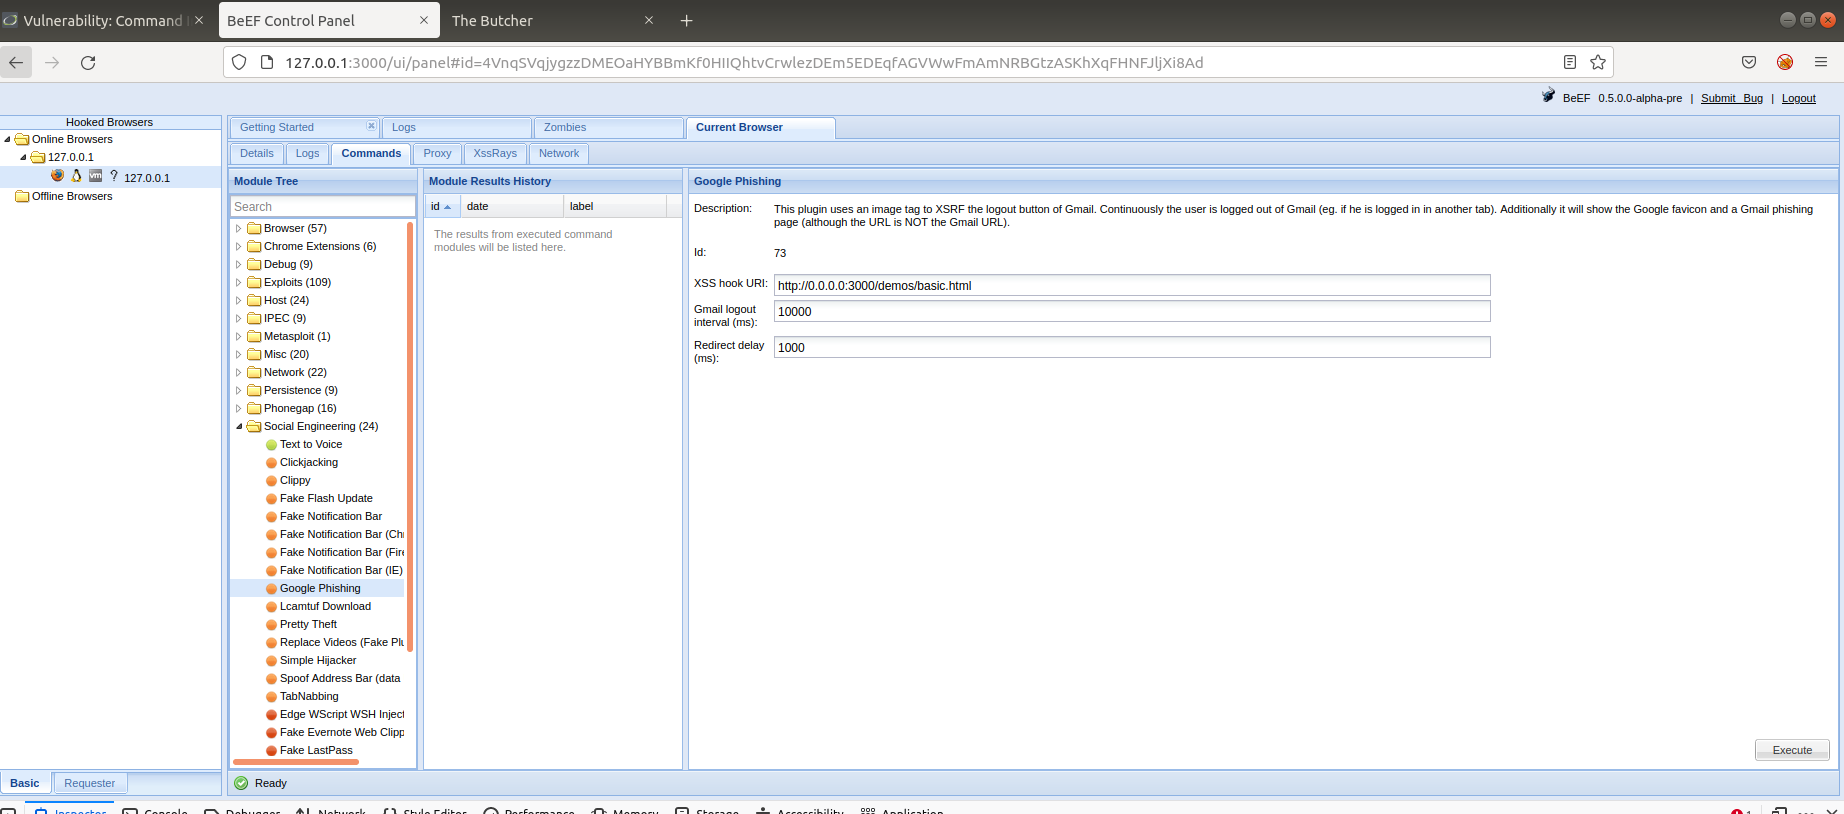 Vulnerability: Command
BeEF Control Panel
The Butcher
127.0.0.1:3000/ui/panel#id=4VnqSVqjygzzDMEOaHYBBmKf0HIIQhtvCrwlezDEm5EDEqfAGVWwFmAmNRBGtzASKhXqFHNFJljXi8Ad
BeEF 0.5.0.0-alpha-pre | Submit Bug | Logout
Hooked Browsers
Online Browsers
127.0.0.1
127.0.0.1
Offline Browsers
Getting Started
Logs
Zombies
Current Browser
Details
Logs
Commands
Proxy
XssRays
Network
Module Tree
Search
Browser (57)
Chrome Extensions (6)
Debug (9)
Exploits (109)
Host (24)
IPEC (9)
Metasploit (1)
Misc (20)
Network (22)
Persistence (9)
Phonegap (16)
Social Engineering (24)
Text to Voice
Clickjacking
Clippy
Fake Flash Update
Fake Notification Bar
Fake Notification Bar (Chr
Fake Notification Bar (Fire
Fake Notification Bar (IE)
Google Phishing
Lcamtuf Download
Pretty Theft
Replace Videos (Fake Plu
Simple Hijacker
Spoof Address Bar (data
TabNabbing
Edge WScript WSH Inject
Fake Evernote Web Clipp
Fake LastPass
Module Results History
id
date
label
The results from executed command
modules will be listed here.
Google Phishing
Description: This plugin uses an image tag to XSRF the logout button of Gmail. Continuously the user is logged out of Gmail (eg. if he is logged in in another tab). Additionally it will show the Google favicon and a Gmail phishing
page (although the URL is NOT the Gmail URL).
Id: 73
XSS hook URI: http://0.0.0.0:3000/demos/basic.html
Gmail logout
interval (ms): 10000
Redirect delay
(ms): 1000
Execute
Basic
Requester
Ready
Inspector
Console
Debugger
Network
Style Editor
Performance
Memory
Storage
Accessibility
Application
1